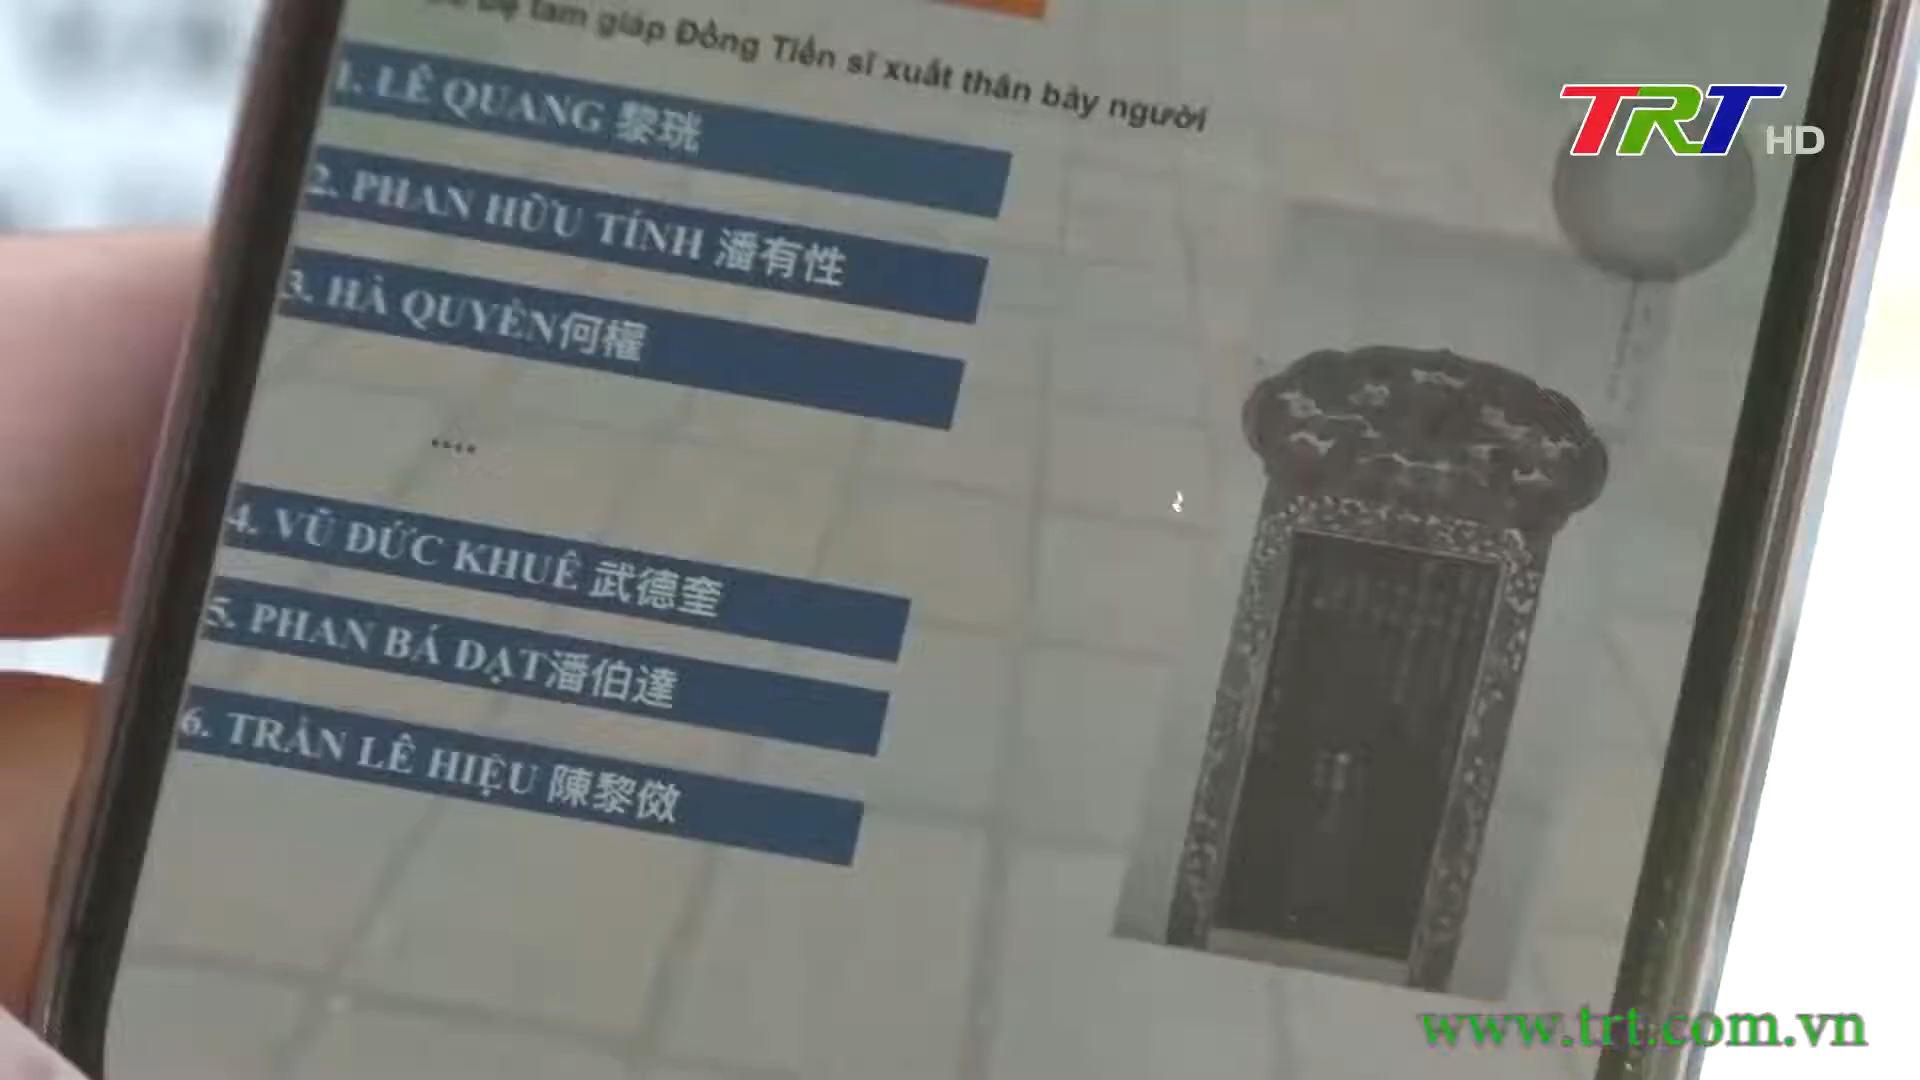 Đệ tam giáp Đồng Tiến sĩ xuất thân bảy người
1. LÊ QUANG 黎珖
2. PHAN HỮU TÍNH 潘有性
3. HÀ QUYỀN何權
....
4. VŨ ĐỨC KHUÊ 武德奎
5. PHAN BÁ ĐẠT潘伯達
6. TRẦN LÊ HIỆU 陳黎傚
TRT HD
www.trt.com.vn